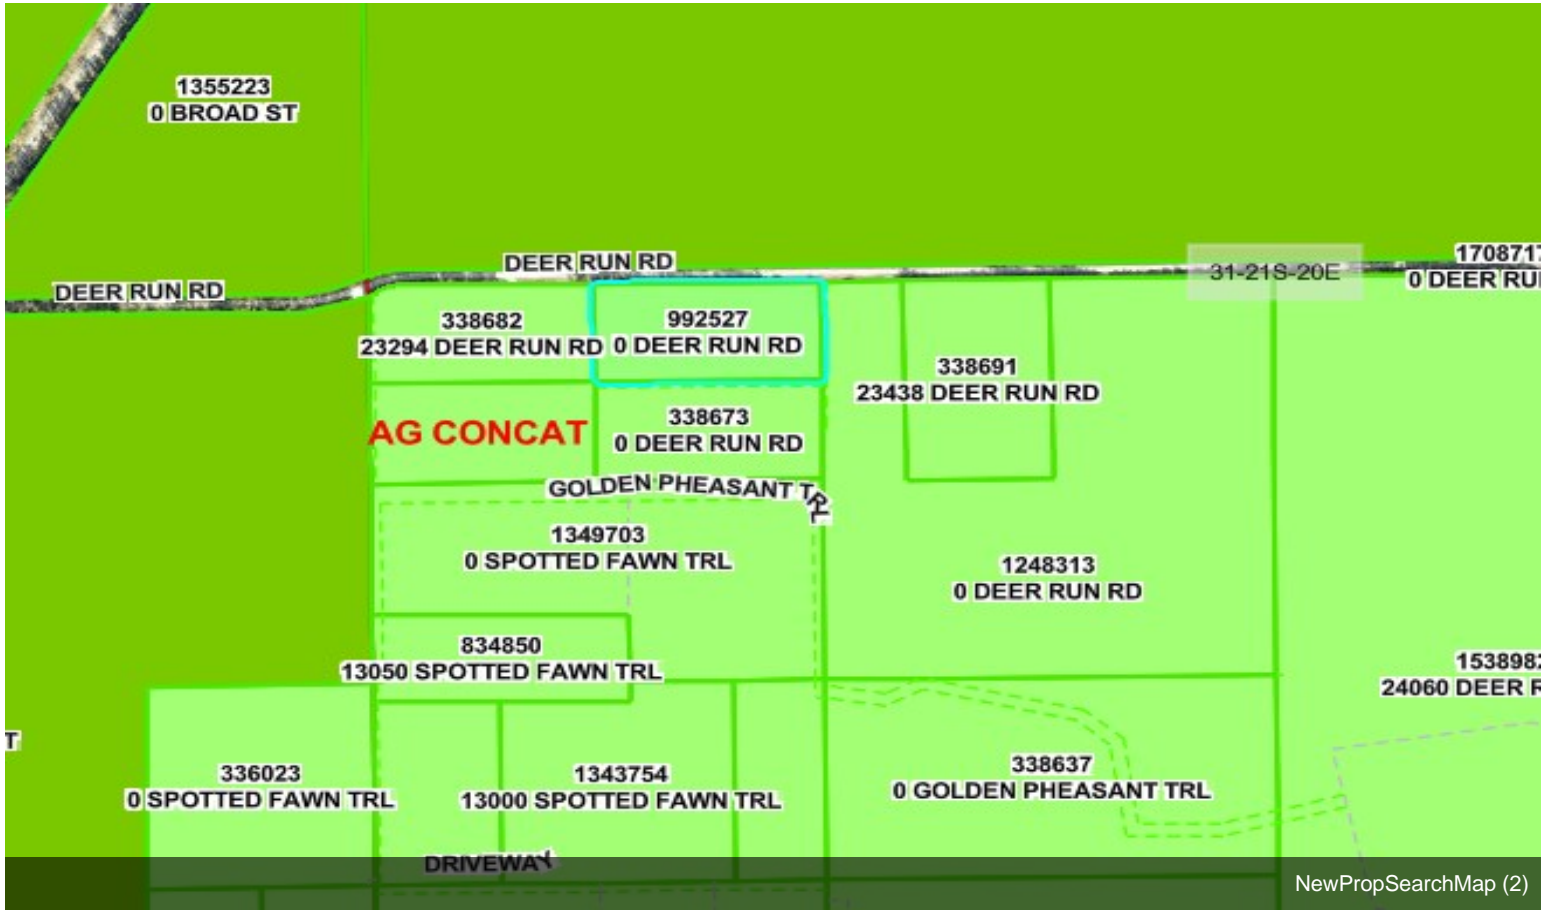 1355223
0 BROAD ST
DEER RUN RD
DEER RUN RD
31-21S-20E
1708717
0 DEER RU
338682
23294 DEER RUN RD
992527
0 DEER RUN RD
338691
23438 DEER RUN RD
AG CONCAT
338673
0 DEER RUN RD
GOLDEN PHEASANT TRL
1349703
0 SPOTTED FAWN TRL
1248313
0 DEER RUN RD
834850
13050 SPOTTED FAWN TRL
153898
24060 DEER R
T
336023
0 SPOTTED FAWN TRL
1343754
13000 SPOTTED FAWN TRL
338637
0 GOLDEN PHEASANT TRL
DRIVEWAY
NewPropSearchMap (2)